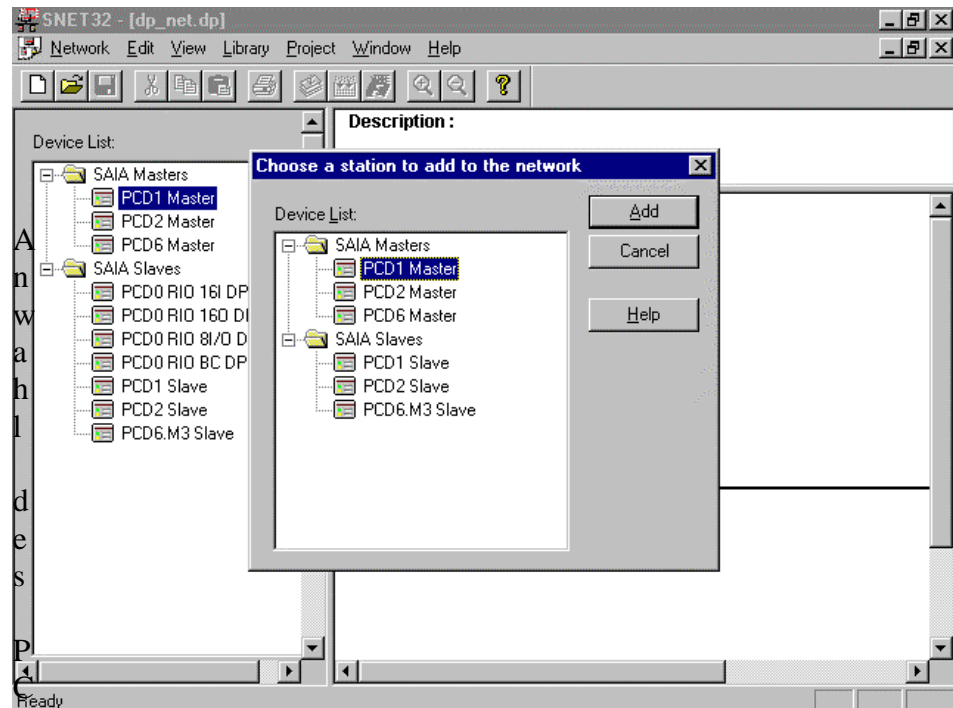 SNET32 - [dp_net.dp]
Network Edit View Library Project Window Help
Description :
Device List:
SAIA Masters
PCD1 Master
PCD2 Master
PCD6 Master
SAIA Slaves
PCD0 RIO 16I DP
PCD0 RIO 16O
PCD0 RIO 8I/O D
PCD0 RIO BC DP
PCD1 Slave
PCD2 Slave
PCD6.M3 Slave
Choose a station to add to the network
Device List:
SAIA Masters
PCD1 Master
PCD2 Master
PCD6 Master
SAIA Slaves
PCD1 Slave
PCD2 Slave
PCD6.M3 Slave
Add
Cancel
Help
Anwahl des PC
Ready